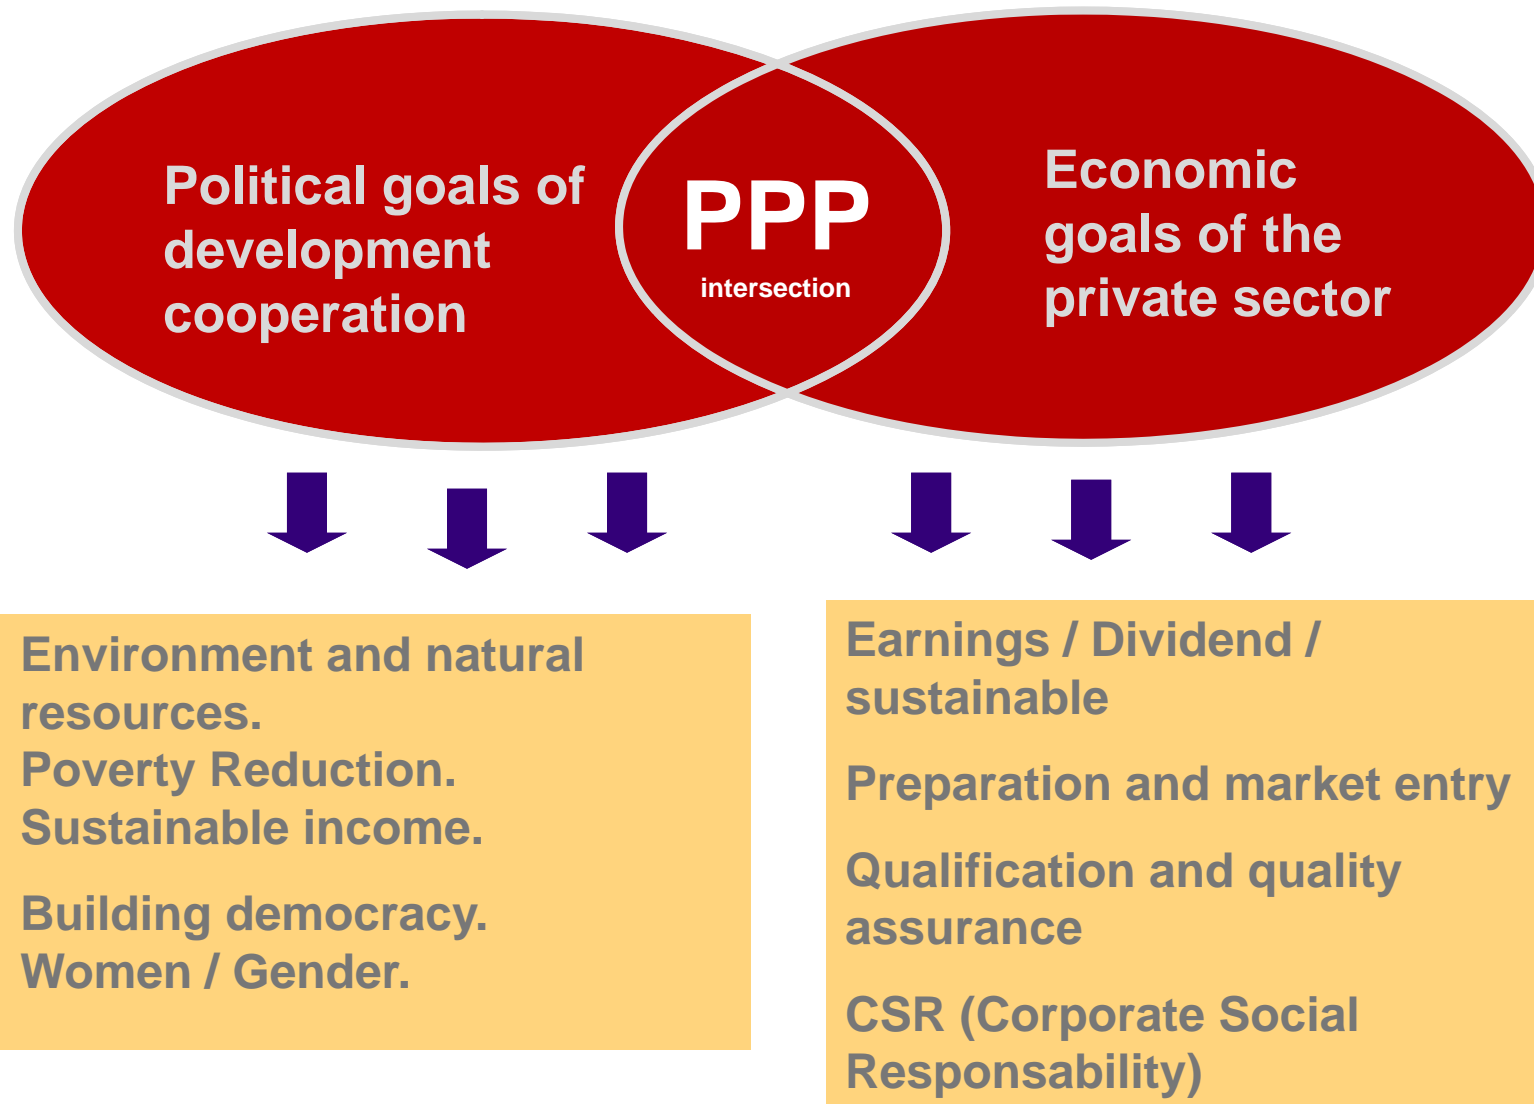 Political goals of
development
cooperation
PPP
intersection
Economic
goals of the
private sector
Environment and natural
resources.
Poverty Reduction.
Sustainable income.
Building democracy.
Women / Gender.
Earnings / Dividend /
sustainable
Preparation and market entry
Qualification and quality
assurance
CSR (Corporate Social
Responsability)